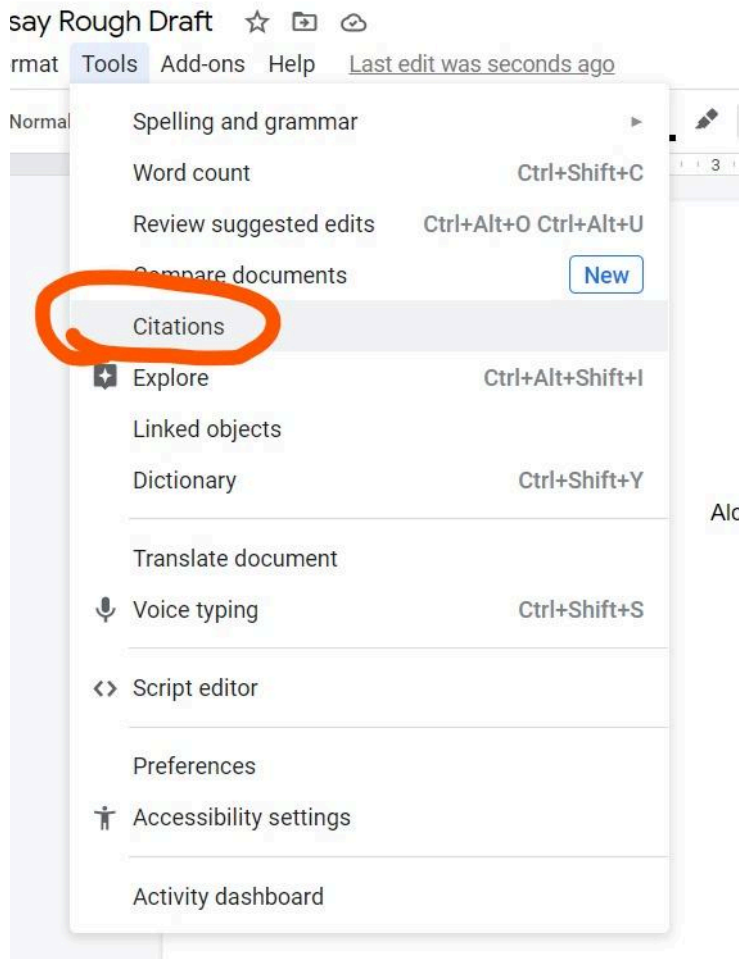 say Rough Draft
rmat Tools Add-ons Help Last edit was seconds ago
Normal
Spelling and grammar
3
Word count Ctrl+Shift+C
Review suggested edits Ctrl+Alt+O Ctrl+Alt+U
Compare documents New
Citations
Explore Ctrl+Alt+Shift+I
Linked objects
Dictionary Ctrl+Shift+Y
Alc
Translate document
Voice typing Ctrl+Shift+S
Script editor
Preferences
Accessibility settings
Activity dashboard